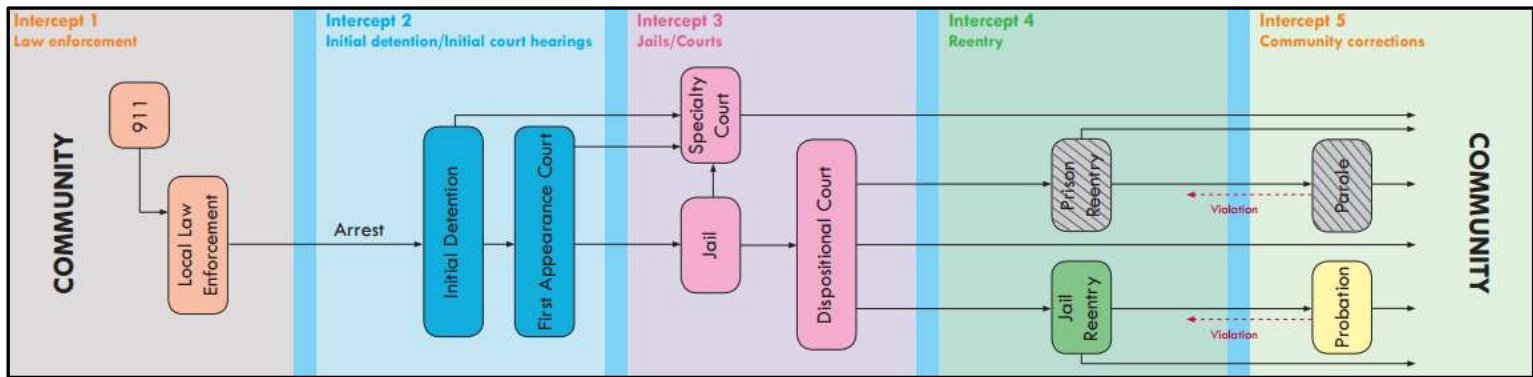 Intercept 1
Law enforcement
Intercept 2
Initial detention/Initial court hearings
Intercept 3
Jails/Courts
Intercept 4
Reentry
Intercept 5
Community corrections
COMMUNITY
911
Local Law
Enforcement
Arrest
Initial Detention
First Appearance Court
Specialty
Court
Jail
Dispositional Court
Prison
Reentry
Violation
Parole
Jail
Reentry
Violation
Probation
COMMUNITY